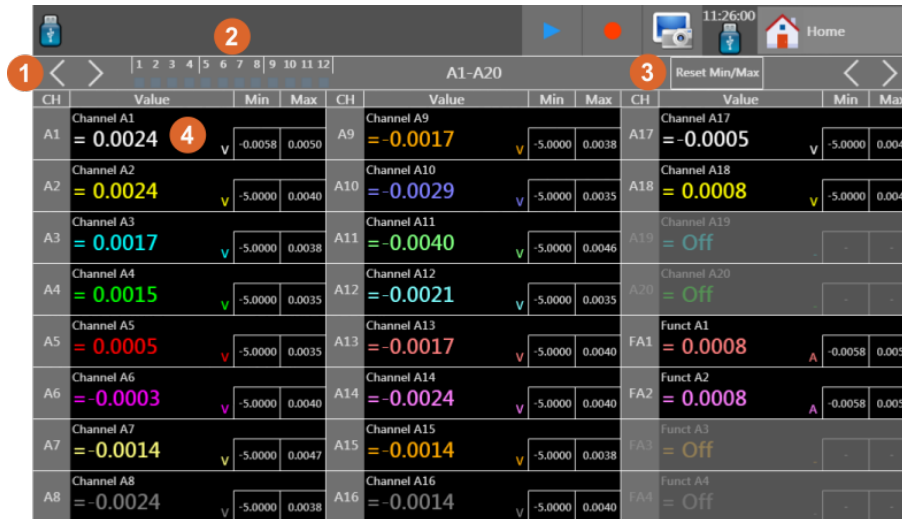 2
11:26:00
Home
1
1 2 3 4 5 6 7 8 9 10 11 12
A1-A20
3
Reset Min/Max
CH Value Min Max CH Value Min Max CH Value Min Max
A1 Channel A1 = 0.0024 4 V -0.0058 0.0050
A9 Channel A9 =-0.0017 V -5.0000 0.0038
A17 Channel A17 =-0.0005 V -5.0000
A2 Channel A2 = 0.0024 V -5.0000 0.0040
A10 Channel A10 =-0.0029 V -5.0000 0.0035
A18 Channel A18 = 0.0008 V -5.0000
A3 Channel A3 = 0.0017 V -5.0000 0.0038
A11 Channel A11 =-0.0040 V -5.0000 0.0046
A19 Channel A19 = Off - -
A4 Channel A4 = 0.0015 V -5.0000 0.0035
A12 Channel A12 =-0.0021 V -5.0000 0.0035
A20 Channel A20 = Off - -
A5 Channel A5 = 0.0005 V -5.0000 0.0035
A13 Channel A13 =-0.0017 V -5.0000 0.0040
FA1 Funct A1 = 0.0008 A -0.0058
A6 Channel A6 =-0.0003 V -5.0000 0.0040
A14 Channel A14 =-0.0024 V -5.0000 0.0040
FA2 Funct A2 = 0.0008 A -0.0058
A7 Channel A7 =-0.0014 V -5.0000 0.0047
A15 Channel A15 =-0.0014 V -5.0000 0.0038
FA3 Funct A3 = Off - -
A8 Channel A8 =-0.0024 V -5.0000 0.0038
A16 Channel A16 =-0.0014 V -5.0000 0.0040
FA4 Funct A4 = Off - -